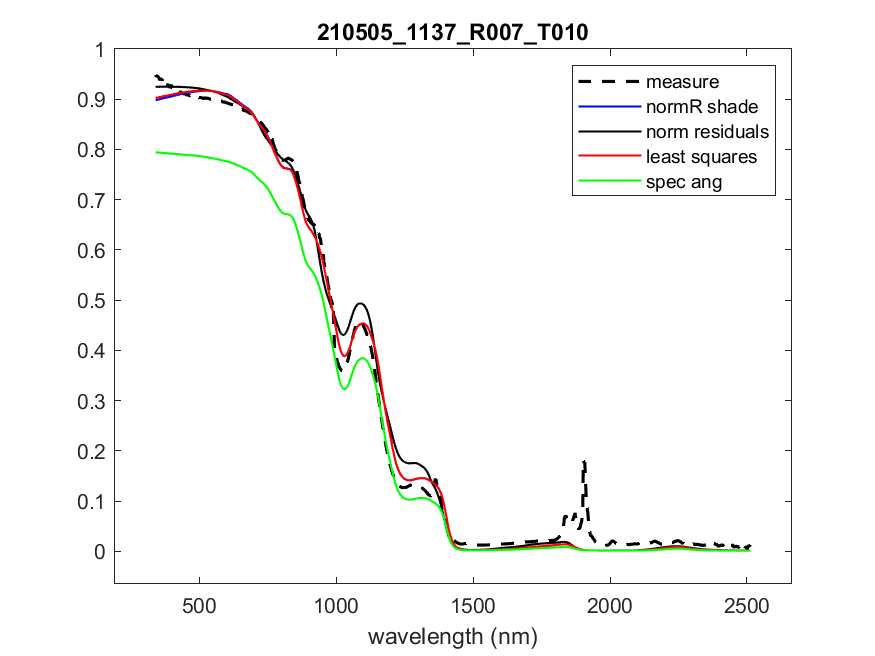 210505_1137_R007_T010
1
0.9
0.8
0.7
0.6
0.5
0.4
0.3
0.2
0.1
0
measure
normR shade
norm residuals
least squares
spec ang
500
1000
1500
2000
2500
wavelength (nm)